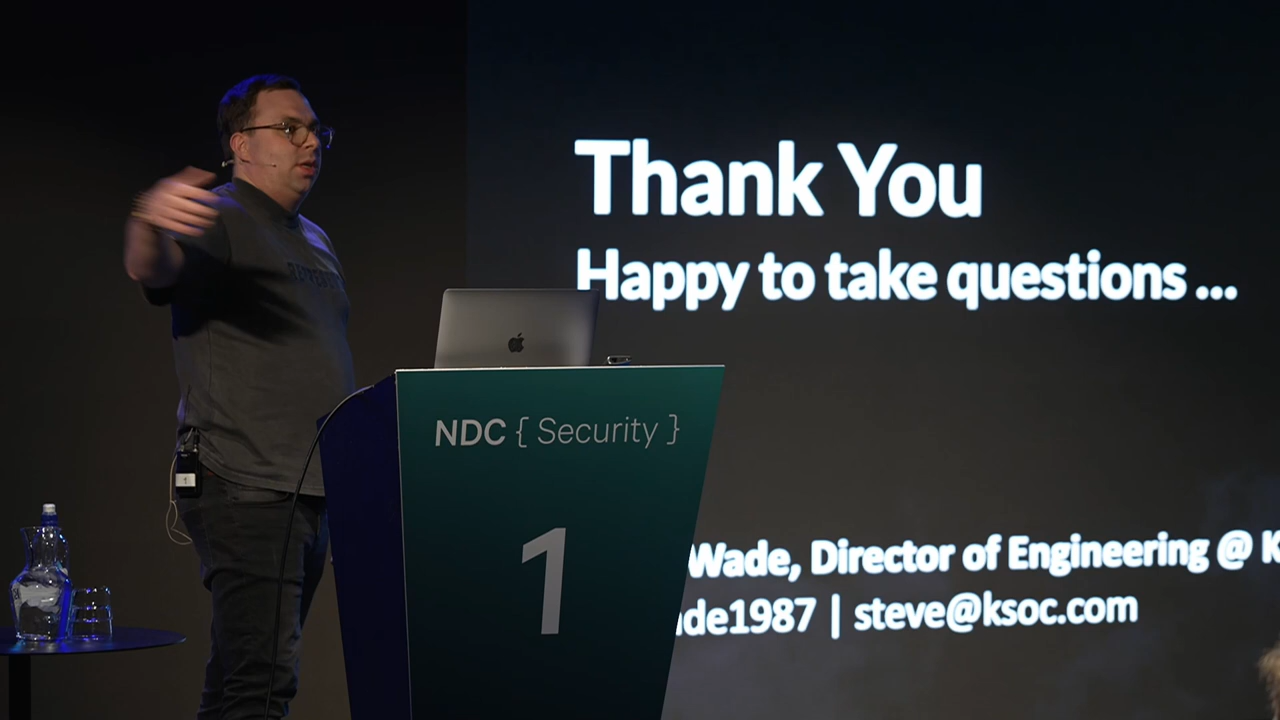 Thank You
Happy to take questions ...
NDC { Security }
1
Wade, Director of Engineering @ K
ade1987 | steve@ksoc.com